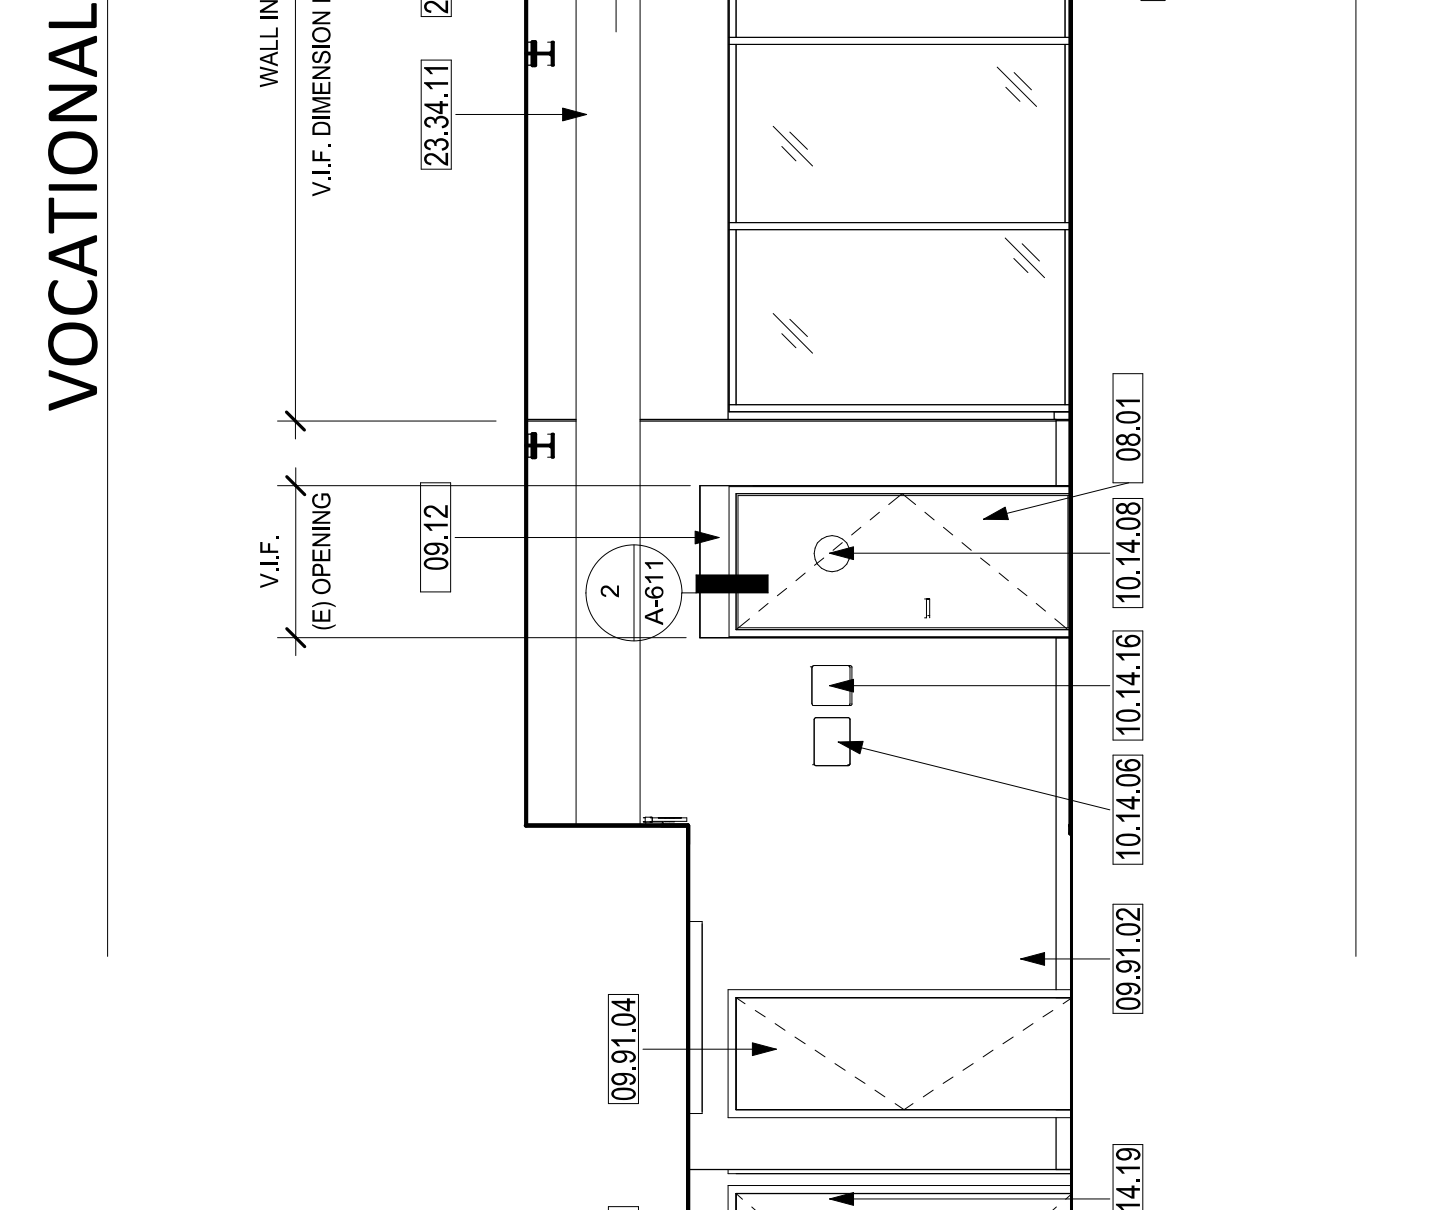 VOCATIONAL
WALL IN
V.I.F. DIMENSION
23.34.11
V.I.F.
(E) OPENING
09.12
2
A-611
08.01
10.14.08
10.14.16
10.14.06
09.91.02
09.91.04
14.19